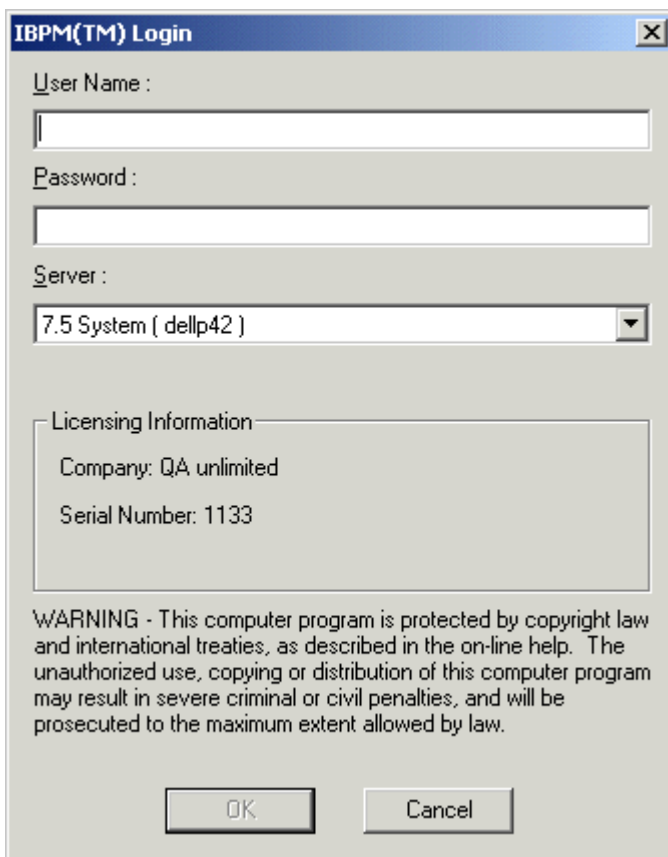 IBPM(TM) Login
User Name :
Password :
Server :
7.5 System ( dellp42 )
Licensing Information
Company: QA unlimited
Serial Number: 1133
WARNING - This computer program is protected by copyright law
and international treaties, as described in the on-line help.  The
unauthorized use, copying or distribution of this computer program
may result in severe criminal or civil penalties, and will be
prosecuted to the maximum extent allowed by law.
OK
Cancel